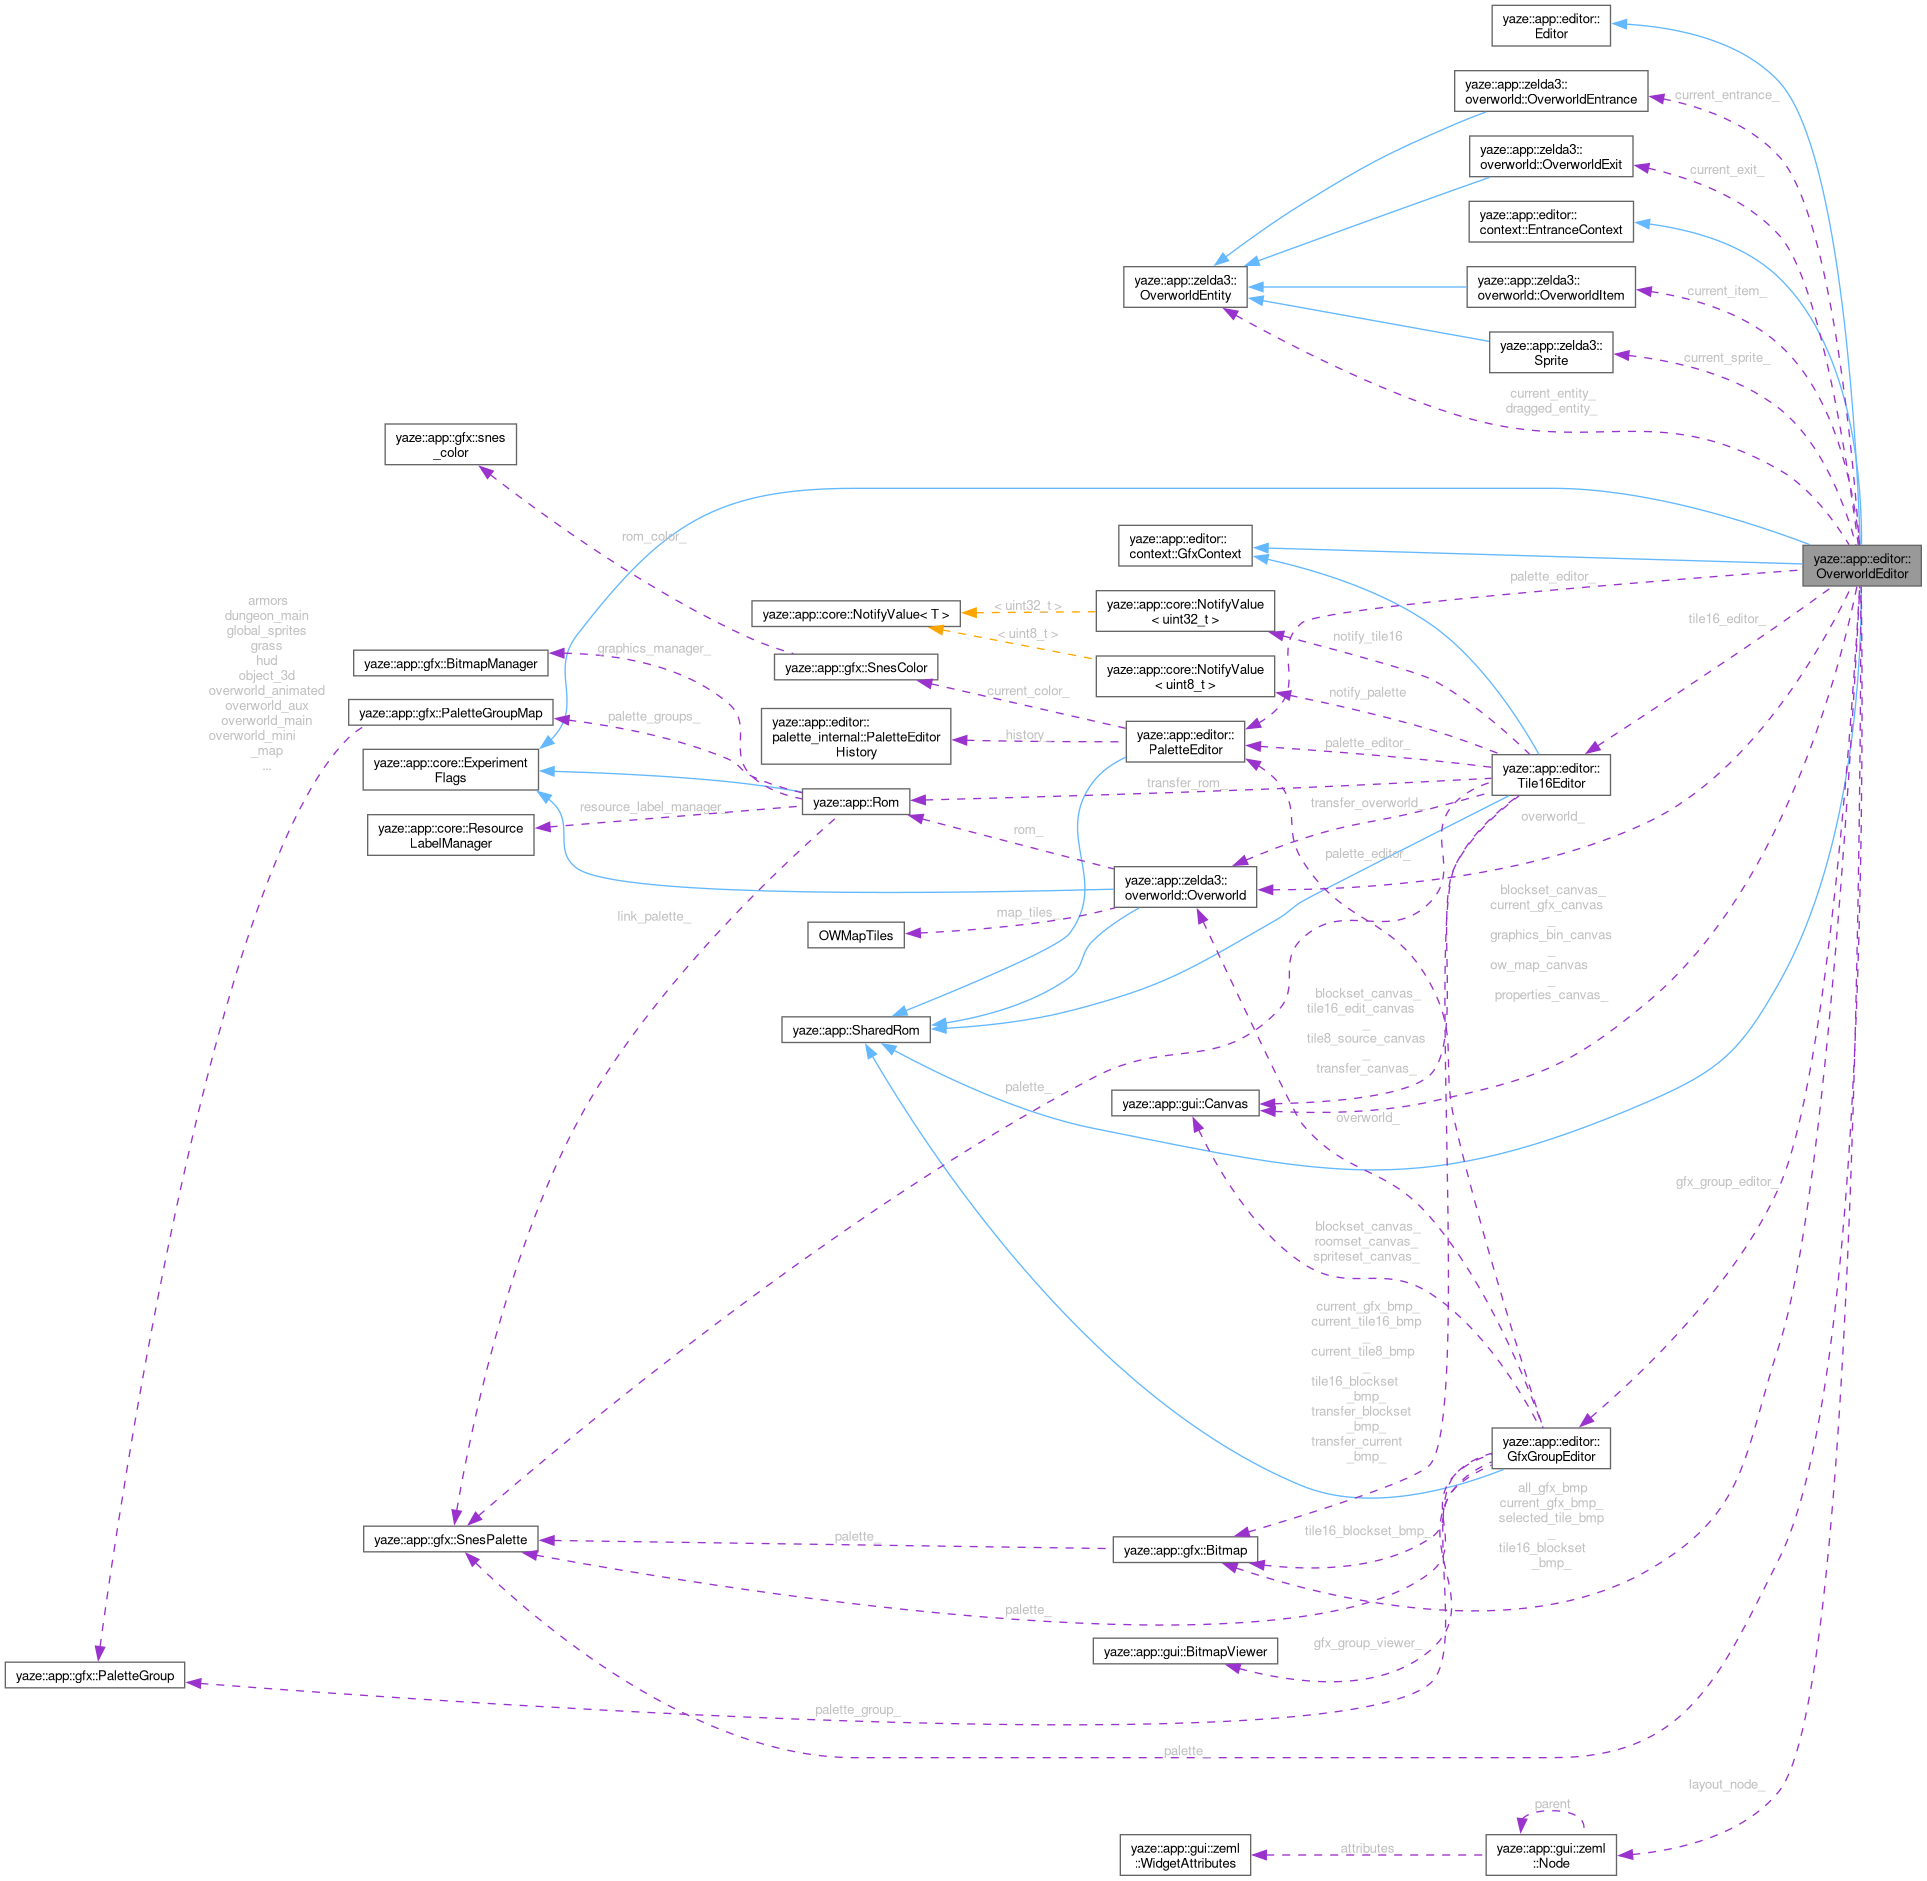 yaze::app::editor::
Editor
yaze::app::zelda3::
overworld::OverworldEntrance
current_entrance_
yaze::app::zelda3::
overworld::OverworldExit
current_exit_
yaze::app::editor::
context::EntranceContext
yaze::app::zelda3::
OverworldEntity
yaze::app::zelda3::
overworld::OverworldItem
current_item_
yaze::app::zelda3::
Sprite
current_sprite_
current_entity_
dragged_entity_
yaze::app::gfx::snes
_color
rom_color_
yaze::app::editor::
context::GfxContext
yaze::app::editor::
OverworldEditor
palette_editor_
armors
dungeon_main
global_sprites
grass
hud
object_3d
overworld_animated
overworld_aux
overworld_main
overworld_mini
_map
...
yaze::app::core::NotifyValue< T >
< uint32_t >
< uint8_t >
yaze::app::core::NotifyValue
< uint32_t >
notify_tile16
tile16_editor_
yaze::app::gfx::BitmapManager
graphics_manager_
yaze::app::gfx::SnesColor
yaze::app::core::NotifyValue
< uint8_t >
current_color_
notify_palette
yaze::app::gfx::PaletteGroupMap
palette_groups_
yaze::app::editor::
palette_internal::PaletteEditor
History
history_
yaze::app::editor::
PaletteEditor
palette_editor_
yaze::app::core::Experiment
Flags
yaze::app::editor::
Tile16Editor
transfer_rom
yaze::app::Rom
resource_label_manager_
transfer_overworld_
yaze::app::core::Resource
LabelManager
rom_
overworld_
palette_editor_
yaze::app::zelda3::
overworld::Overworld
link_palette_
map_tiles_
OWMapTiles
blockset_canvas_
current_gfx_canvas
_
graphics_bin_canvas
_
ow_map_canvas
_
properties_canvas_
yaze::app::SharedRom
blockset_canvas_
tile16_edit_canvas
_
tile8_source_canvas
_
transfer_canvas_
palette_
yaze::app::gui::Canvas
overworld_
gfx_group_editor_
blockset_canvas_
roomset_canvas_
spriteset_canvas_
current_gfx_bmp_
current_tile16_bmp
_
current_tile8_bmp
_
tile16_blockset
_bmp_
transfer_blockset
_bmp_
transfer_current
_bmp_
yaze::app::editor::
GfxGroupEditor
all_gfx_bmp
current_gfx_bmp_
selected_tile_bmp
_
tile16_blockset
_bmp_
yaze::app::gfx::SnesPalette
palette_
yaze::app::gfx::Bitmap
tile16_blockset_bmp_
palette_
yaze::app::gui::BitmapViewer
gfx_group_viewer_
yaze::app::gfx::PaletteGroup
palette_group_
palette_
layout_node_
parent
yaze::app::gui::zeml
::WidgetAttributes
attributes
yaze::app::gui::zeml
::Node